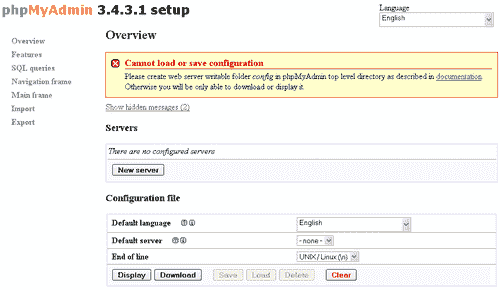 phpMyAdmin 3.4.3.1 setup
Language
English
Overview
Features
SQL queries
Navigation frame
Main frame
Import
Export
Overview
Cannot load or save configuration
Please create web server writable folder config in phpMyAdmin top level directory as described in documentation.
Otherwise you will be only able to download or display it.
Show hidden messages (2)
Servers
There are no configured servers
New server
Configuration file
Default language English
Default server - none -
End of line UNIX / Linux (\n)
Display Download Save Load Delete Clear